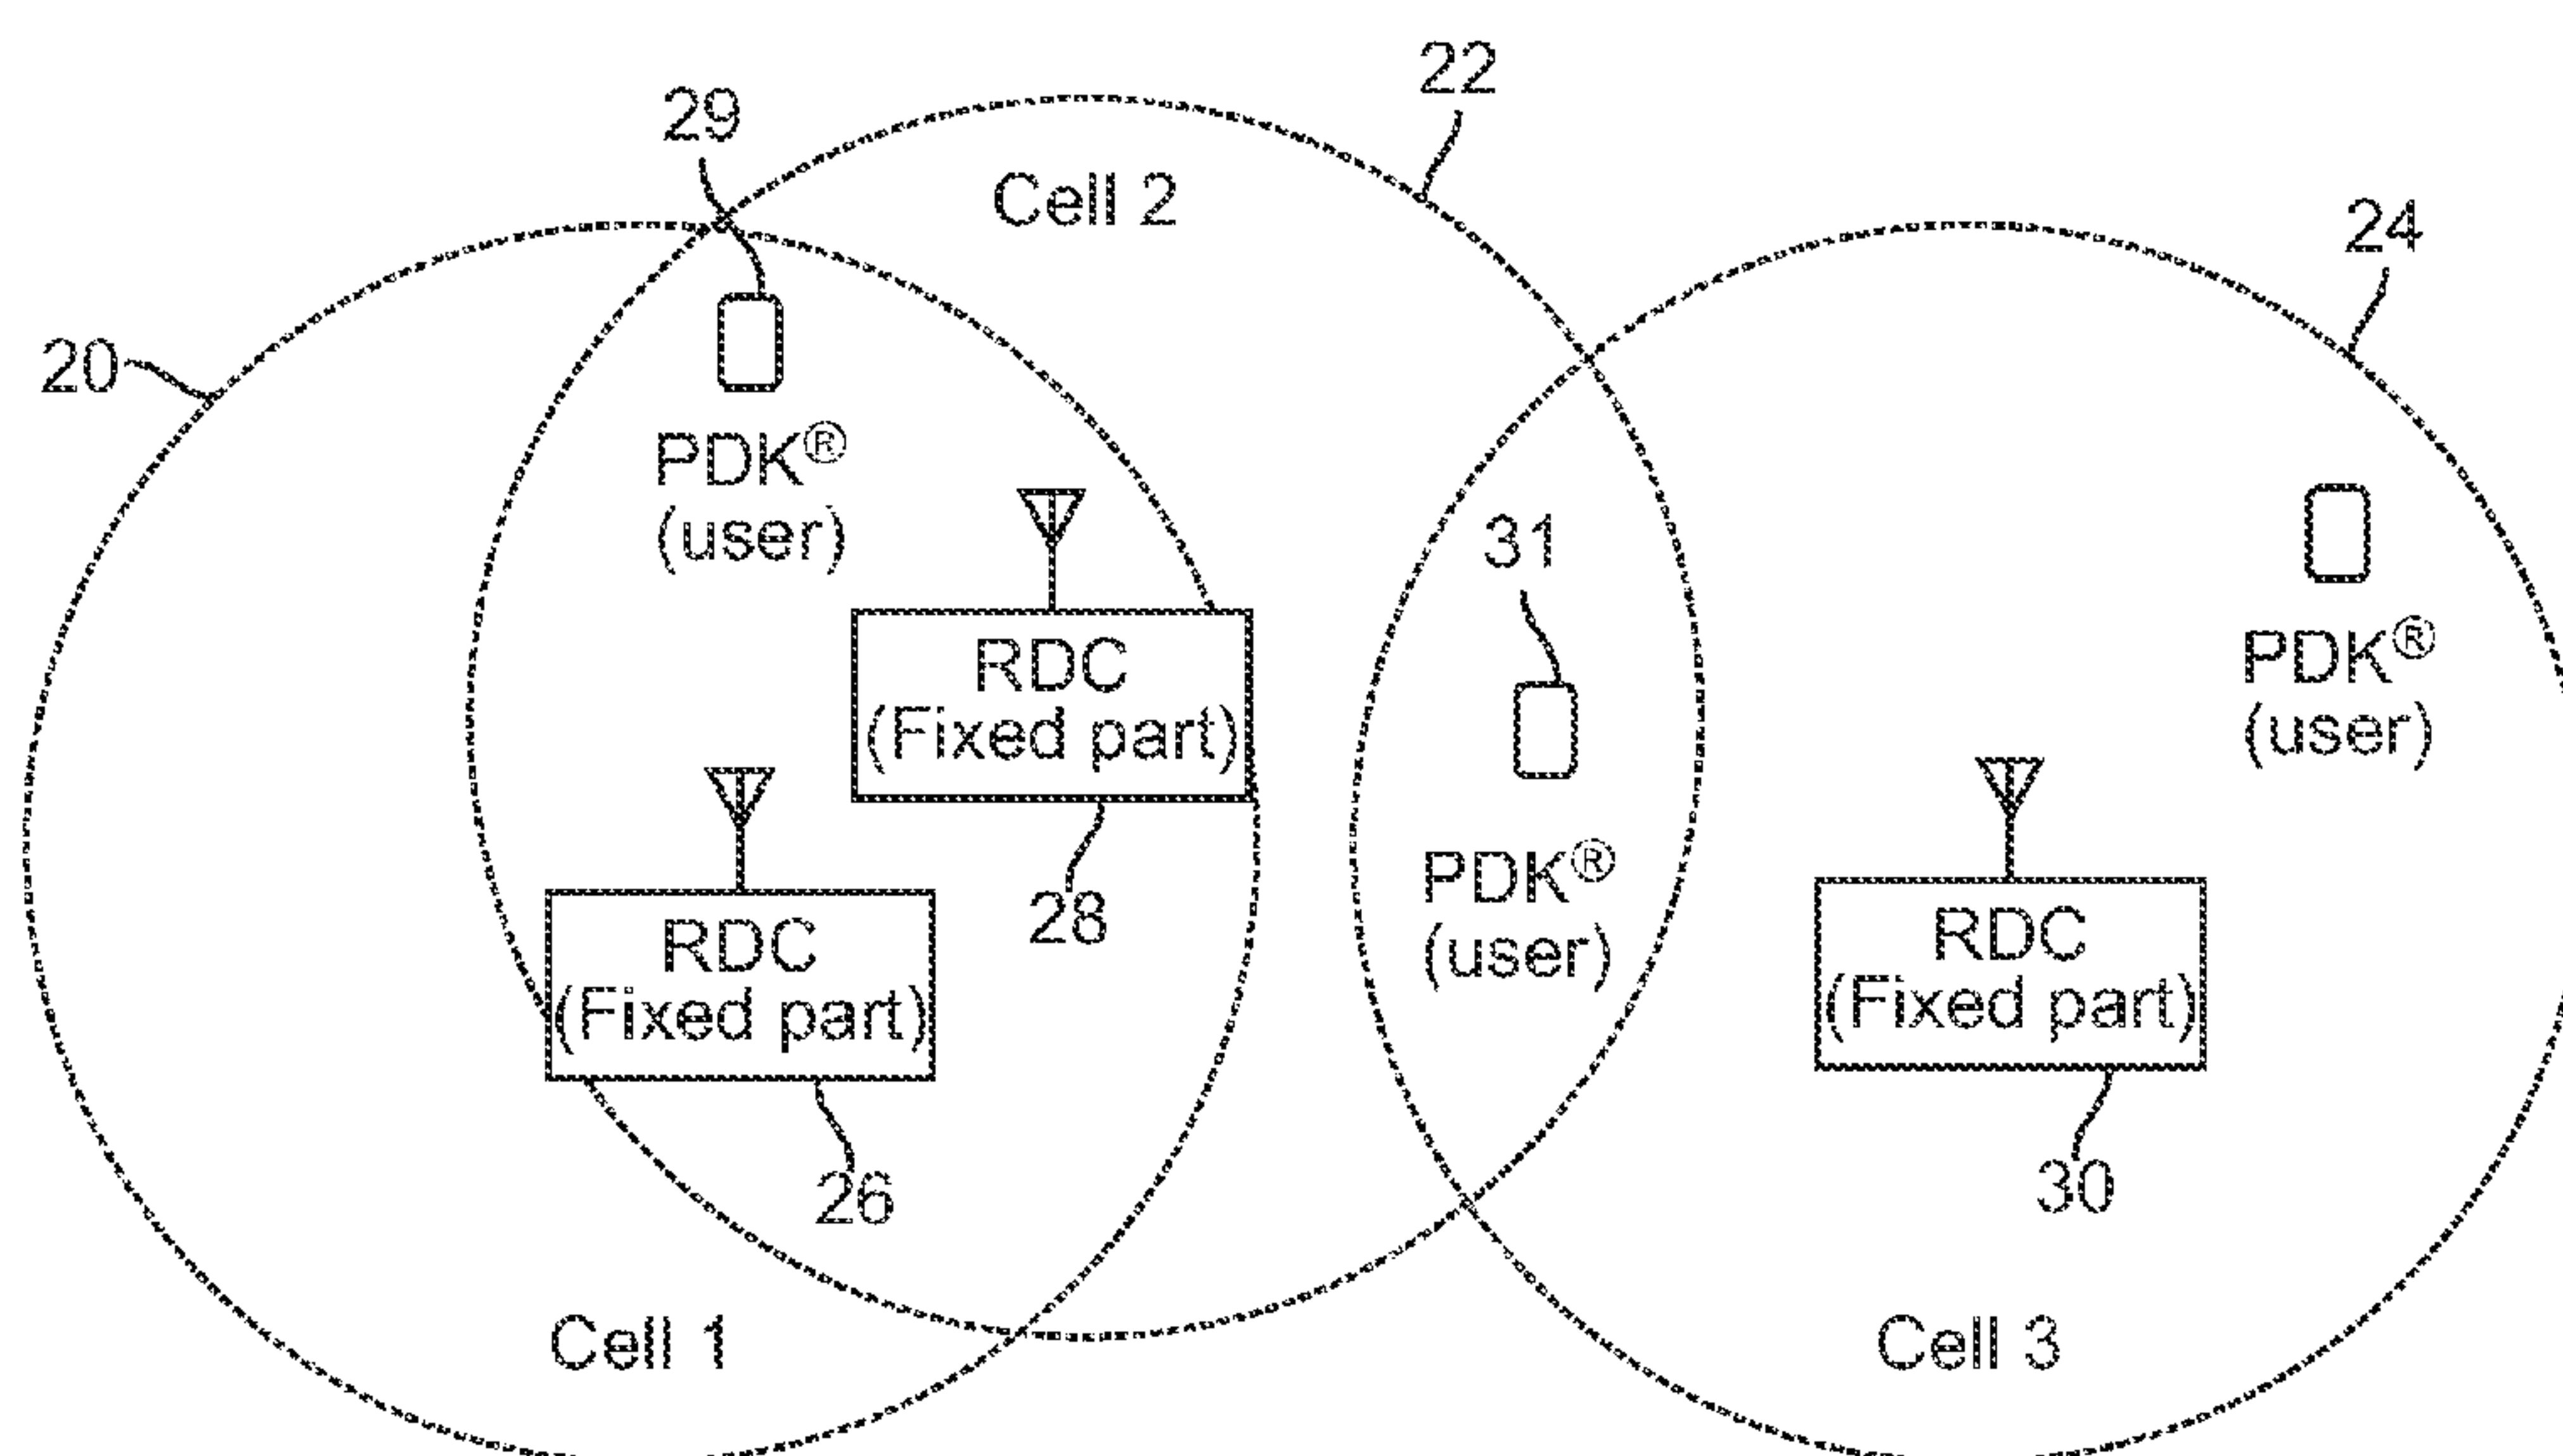 22
29
Cell 2
24
20
PDK®
(user)
31
RDC
(Fixed part)
PDK®
(user)
28
PDK®
(user)
RDC
(Fixed part)
26
RDC
(Fixed part)
30
Cell 1
Cell 3